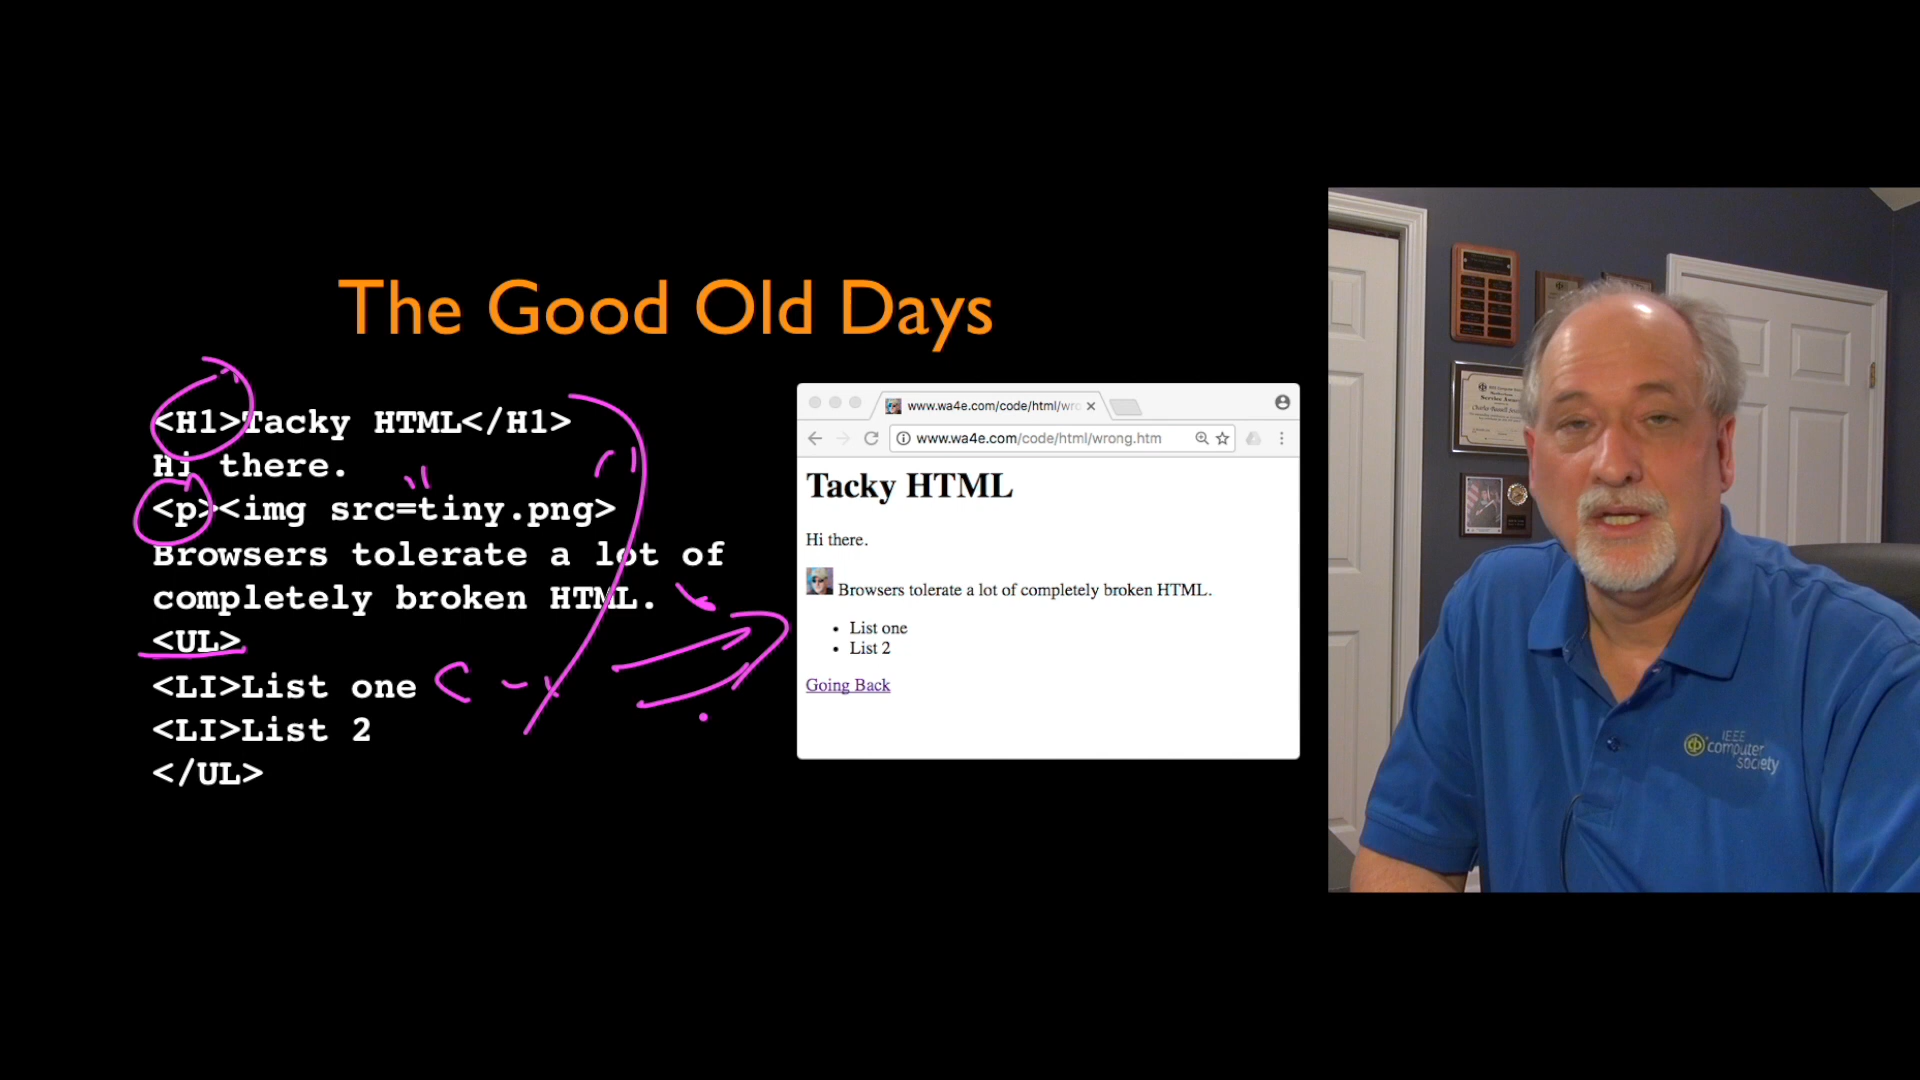 The Good Old Days
<H1>Tacky HTML</H1>
Hi there.
<p><img src=tiny.png>
Browsers tolerate a lot of
completely broken HTML.
<UL>
<LI>List one
<LI>List 2
</UL>
www.wa4e.com/code/html/wro
www.wa4e.com/code/html/wrong.htm
Tacky HTML
Hi there.
Browsers tolerate a lot of completely broken HTML.
• List one
• List 2
Going Back
IEEE
computer
society